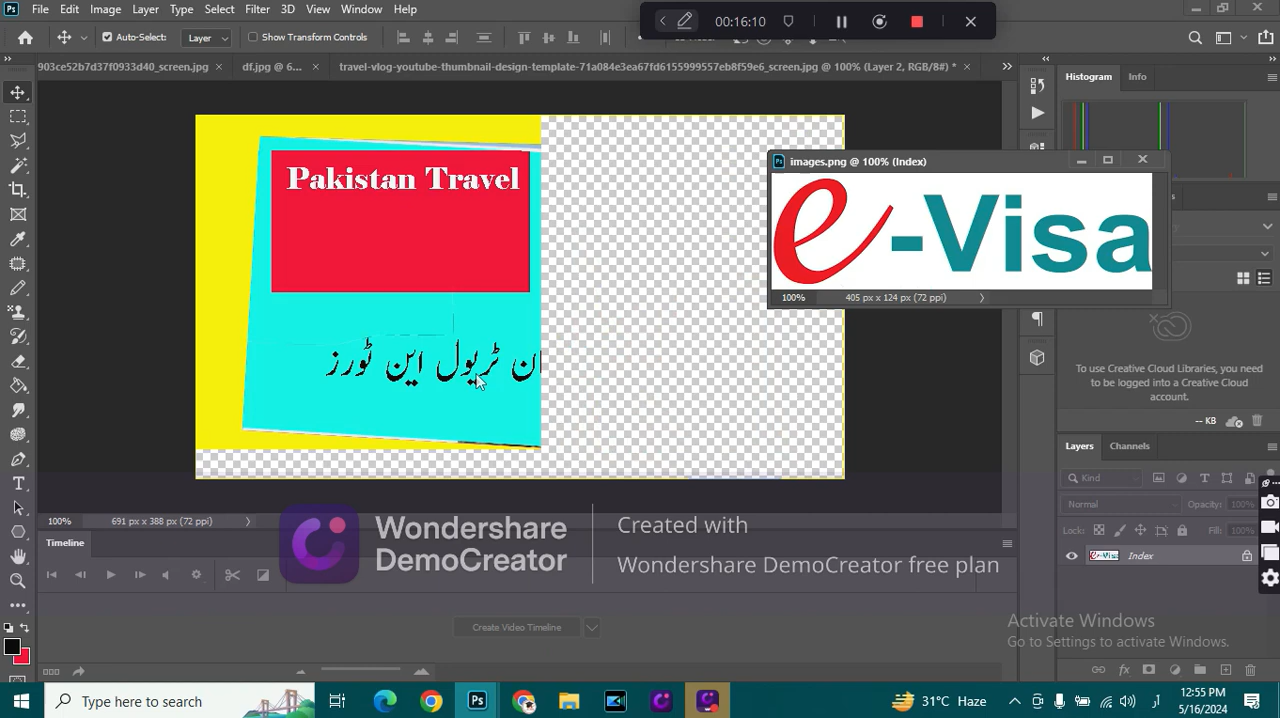 File Edit Image Layer Type Select Filter 3D View Window Help
00:16:10
Auto-Select: Layer Show Transform Controls
903ce52b7d37f0933d40_screen.jpg df.jpg @ 6... travel-vlog-youtube-thumbnail-design-template-71a084e3ea67fd6155999557eb8f59e6_screen.jpg @ 100% (Layer 2, RGB/8#) *
Histogram Info
Pakistan Travel
ان ٹریول این ٹورز
images.png @ 100% (Index)
e-Visa
100% 405 px x 124 px (72 ppi)
To use Creative Cloud Libraries, you
need to be logged into a Creative Cloud
account.
-- KB
Layers Channels
Kind
Normal Opacity: 100%
Lock: Fill: 100%
e-Visa Index
100% 691 px x 388 px (72 ppi)
Timeline
Wondershare
DemoCreator
Created with
Wondershare DemoCreator free plan
Create Video Timeline
Activate Windows
Go to Settings to activate Windows.
Type here to search
31°C Haze
12:55 PM
5/16/2024